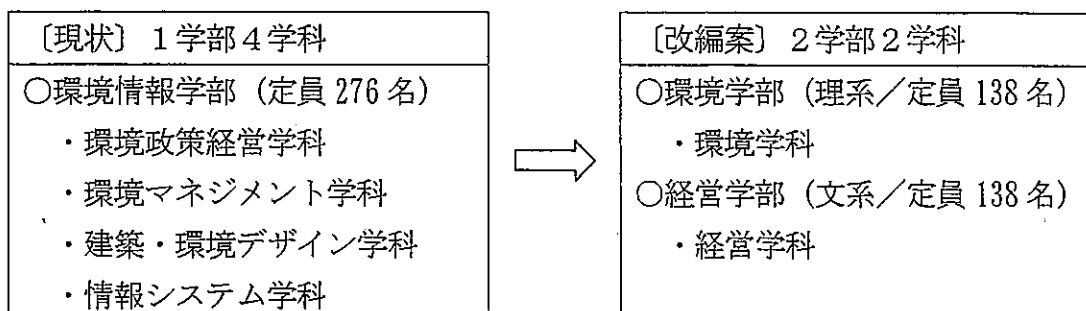 〔現状〕１学部４学科
○環境情報学部（定員 276 名）
・環境政策経営学科
・環境マネジメント学科
・建築・環境デザイン学科
・情報システム学科
〔改編案〕２学部２学科
○環境学部（理系／定員 138 名）
・環境学科
○経営学部（文系／定員 138 名）
・経営学科